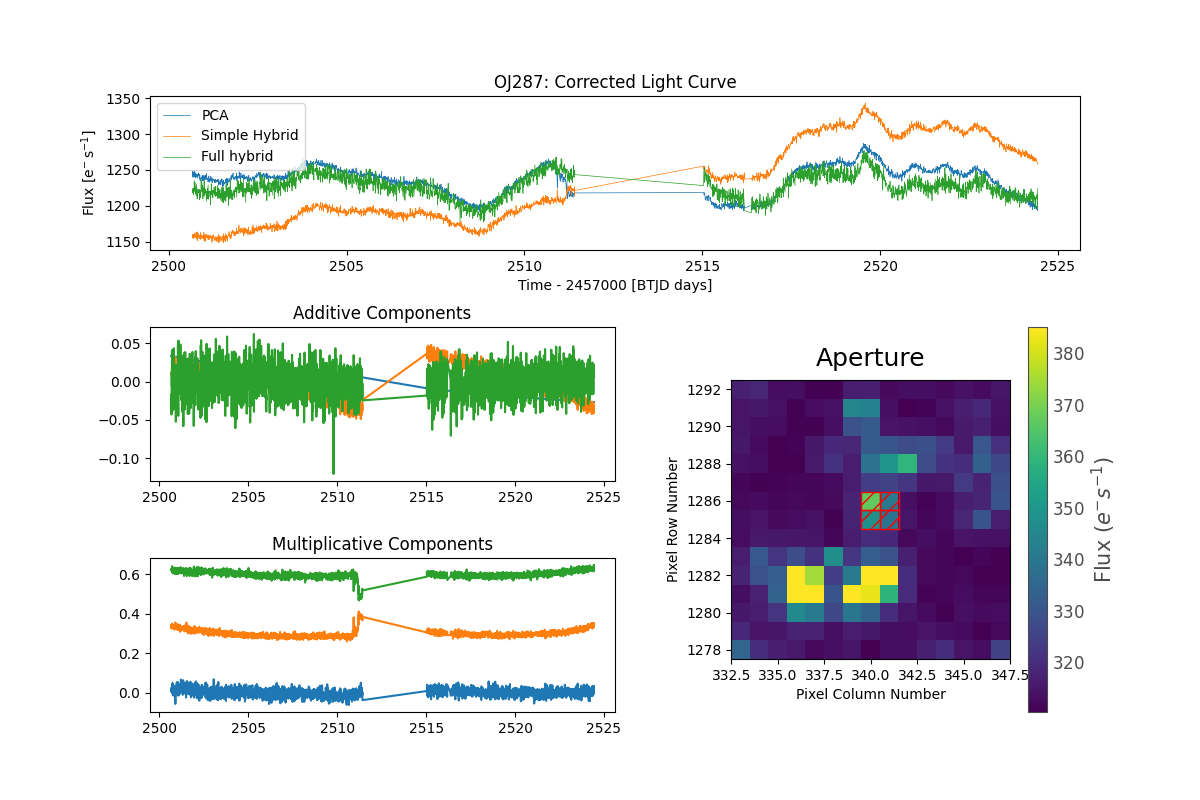 OJ287: Corrected Light Curve
PCA
Simple Hybrid
Full hybrid
Flux [e⁻ s⁻¹]
1350
1300
1250
1200
1150
2500 2505 2510 2515 2520 2525
Time - 2457000 [BTJD days]
Additive Components
0.05
0.00
−0.05
−0.10
2500 2505 2510 2515 2520 2525
Multiplicative Components
0.6
0.4
0.2
0.0
2500 2505 2510 2515 2520 2525
Aperture
Pixel Row Number
1292
1290
1288
1286
1284
1282
1280
1278
332.5 335.0 337.5 340.0 342.5 345.0 347.5
Pixel Column Number
380
370
360
350
340
330
320
Flux (e⁻s⁻¹)